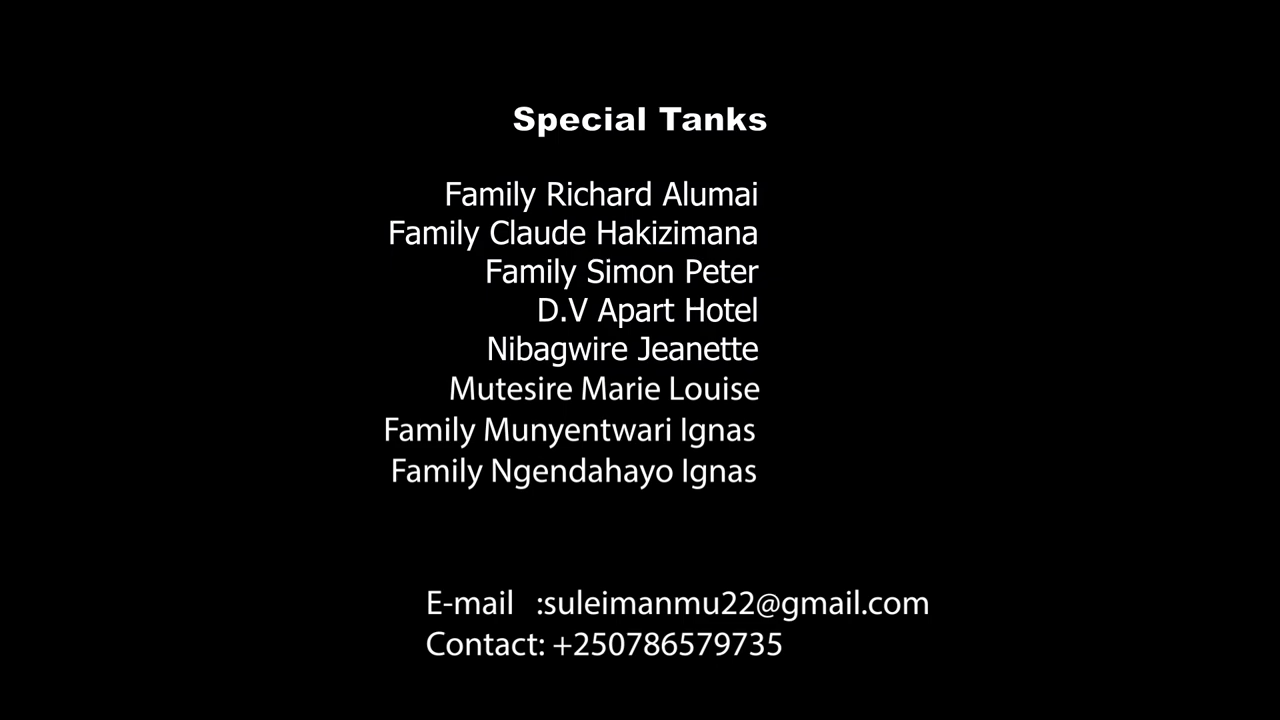 Special Tanks
Family Richard Alumai
Family Claude Hakizimana
Family Simon Peter
D.V Apart Hotel
Nibagwire Jeanette
Mutesire Marie Louise
Family Munyentwari Ignas
Family Ngendahayo Ignas
E-mail :suleimanmu22@gmail.com
Contact: +250786579735